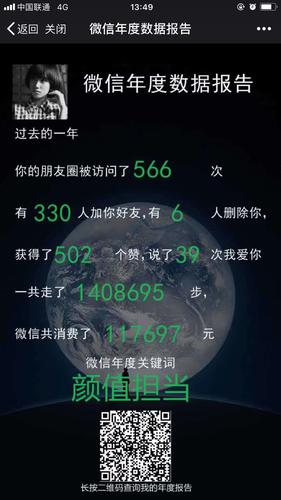 中国联通 4G 13:49
返回 关闭 微信年度数据报告
微信年度数据报告
过去的一年
你的朋友圈被访问了 566 次
有 330 人加你好友,有 6 人删除你,
获得了 502 个赞,说了 39 次我爱你
一共走了 1408695 步,
微信共消费了 117697 元
微信年度关键词
颜值担当
长按二维码查询我的年度报告